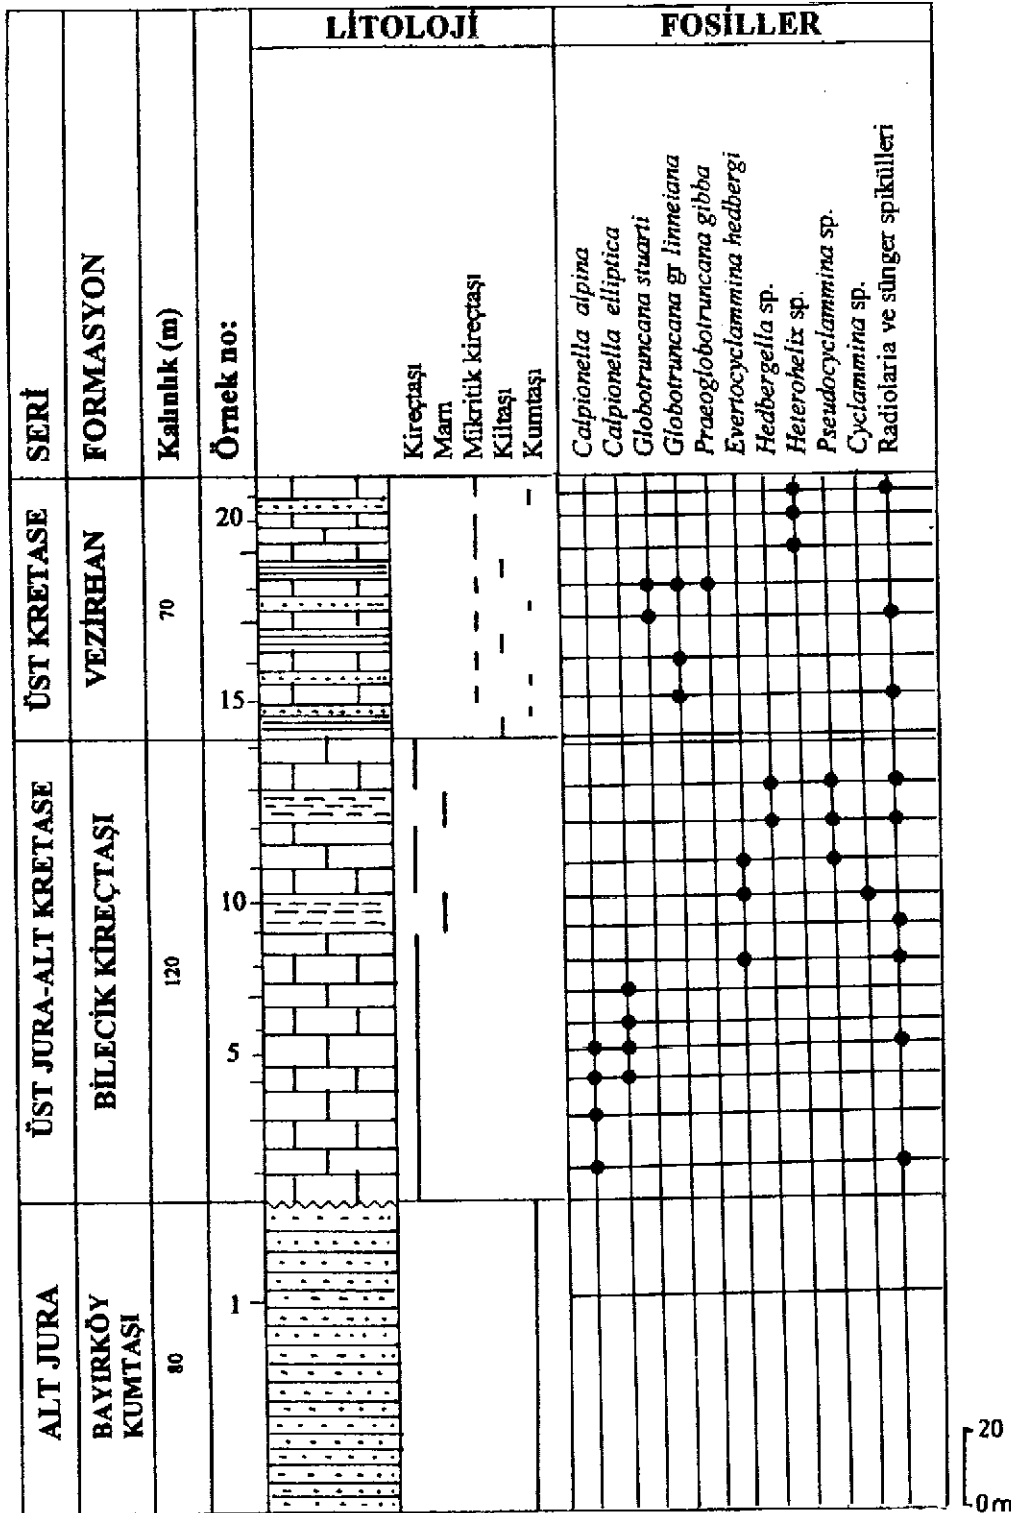 LİTOLOJİ
FOSİLLER
SERİ
FORMASYON
Kalınlık (m)
Örnek no:
Kireçtaşı
Marn
Mikritik kireçtaşı
Kiltaşı
Kumtaşı
Calpionella alpina
Calpionella elliptica
Globotruncana stuarti
Globotruncana gr linneiana
Praeoglobotruncana gibba
Evertocyclammina hedbergi
Hedbergella sp.
Heterohelix sp.
Pseudocyclammina sp.
Cyclammina sp.
Radiolaria ve sünger spikülleri
ÜST KRETASE
VEZİRHAN
70
20
15
ÜST JURA-ALT KRETASE
BİLECİK KİREÇTAŞI
120
10
5
ALT JURA
BAYIRKÖY
KUMTAŞI
80
1
20
0 m